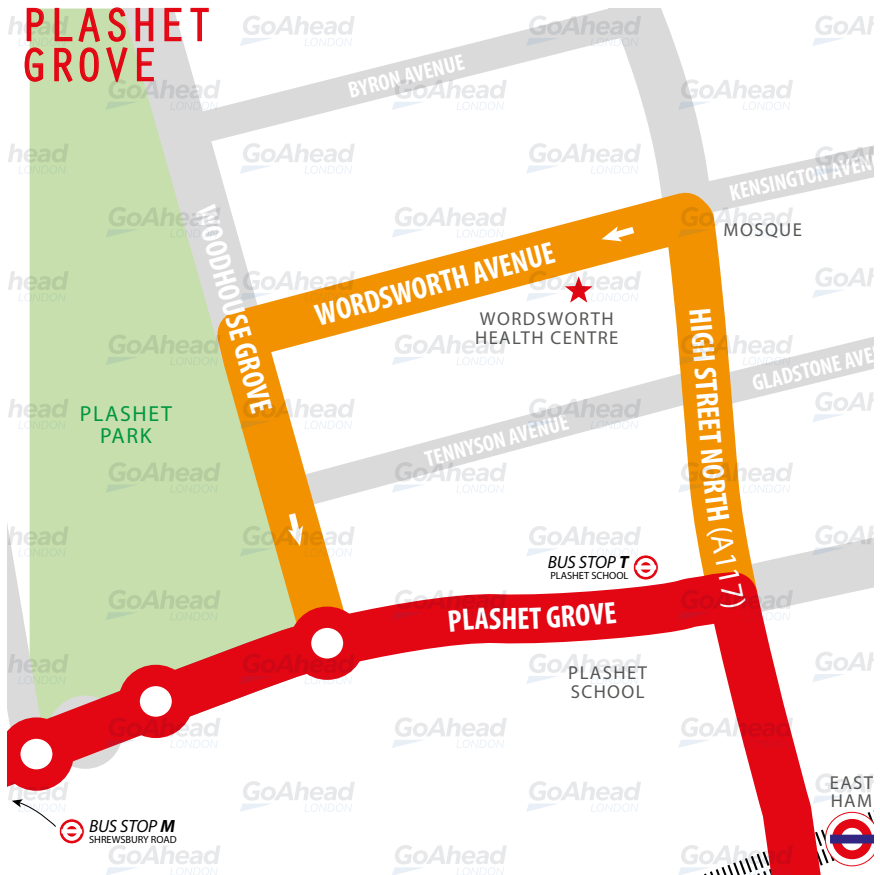 PLASHET
GROVE
BYRON AVENUE
KENSINGTON AVEN
WOODHOUSE GROVE
WORDSWORTH AVENUE
MOSQUE
WORDSWORTH
HEALTH CENTRE
HIGH STREET NORTH (A117)
GLADSTONE AVE
PLASHET
PARK
TENNYSON AVENUE
BUS STOP T
PLASHET SCHOOL
PLASHET GROVE
PLASHET
SCHOOL
EAST
HAM
BUS STOP M
SHREWSBURY ROAD
GoAhead
LONDON